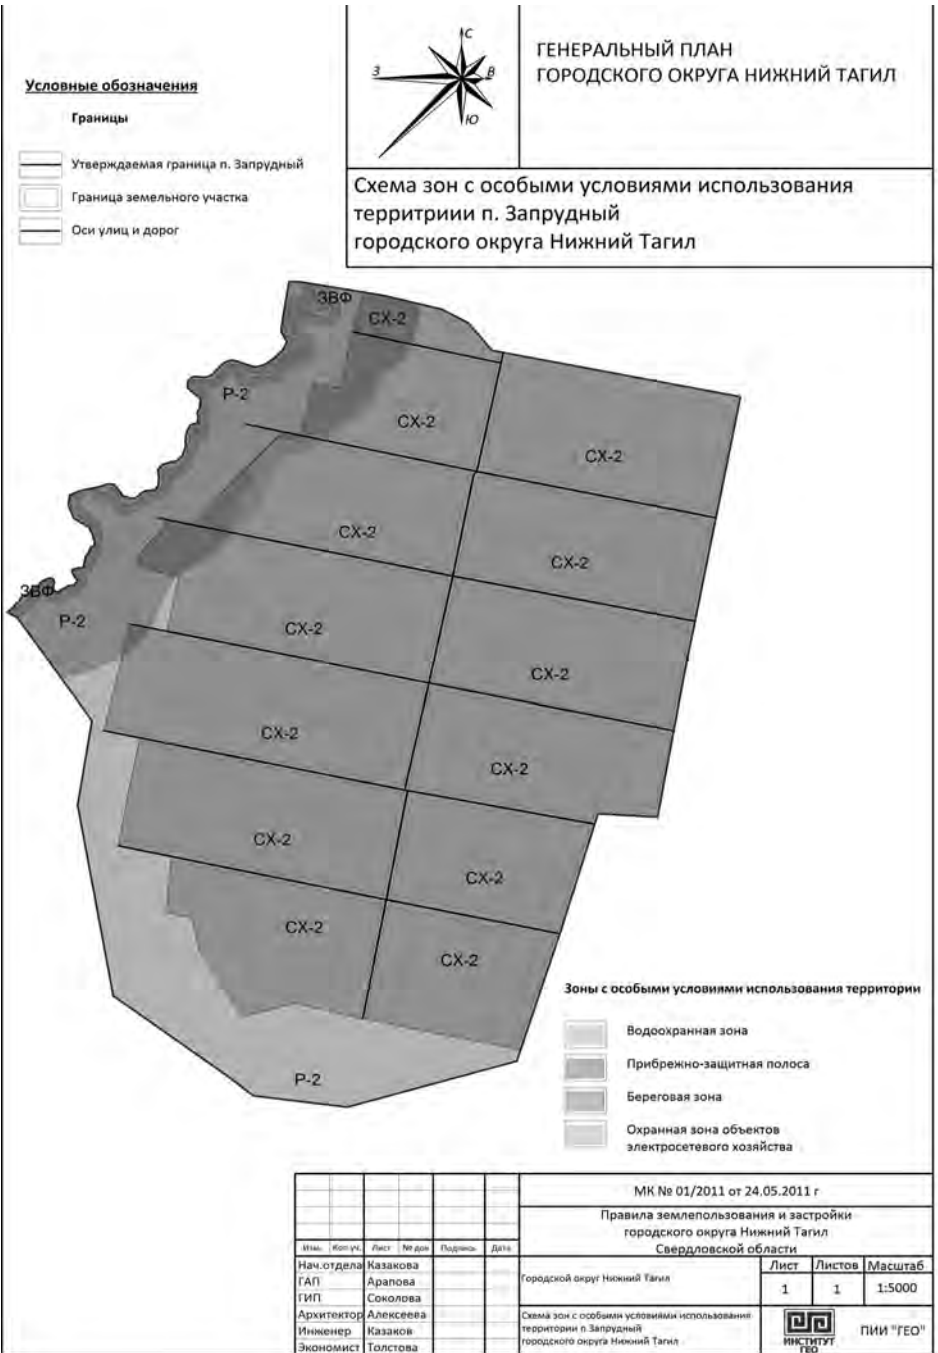 Условные обозначения
Границы
Утверждаемая граница п. Запрудный
Граница земельного участка
Оси улиц и дорог
С
З
В
Ю
ГЕНЕРАЛЬНЫЙ ПЛАН
ГОРОДСКОГО ОКРУГА НИЖНИЙ ТАГИЛ
Схема зон с особыми условиями использования
территриии п. Запрудный
городского округа Нижний Тагил
ЗВФ
СХ-2
Р-2
СХ-2
СХ-2
СХ-2
СХ-2
ЗВФ
Р-2
СХ-2
СХ-2
СХ-2
СХ-2
СХ-2
СХ-2
СХ-2
СХ-2
Р-2
Зоны с особыми условиями использования территории
Водоохранная зона
Прибрежно-защитная полоса
Береговая зона
Охранная зона объектов
электросетевого хозяйства
МК № 01/2011 от 24.05.2011 г
Правила землепользования и застройки
городского округа Нижний Тагил
Свердловской области
Изм. Кол.уч. Лист № док Подпись Дата
Нач.отдела Казакова
ГАП Арапова
ГИП Соколова
Архитектор Алексеева
Инженер Казаков
Экономист Толстова
Городской округ Нижний Тагил
Лист Листов Масштаб
1 1 1:5000
Схема зон с особыми условиями использования
территории п Запрудный
городского округа Нижний Тагил
ИНСТИТУТ
ГЕО
ПИИ "ГЕО"